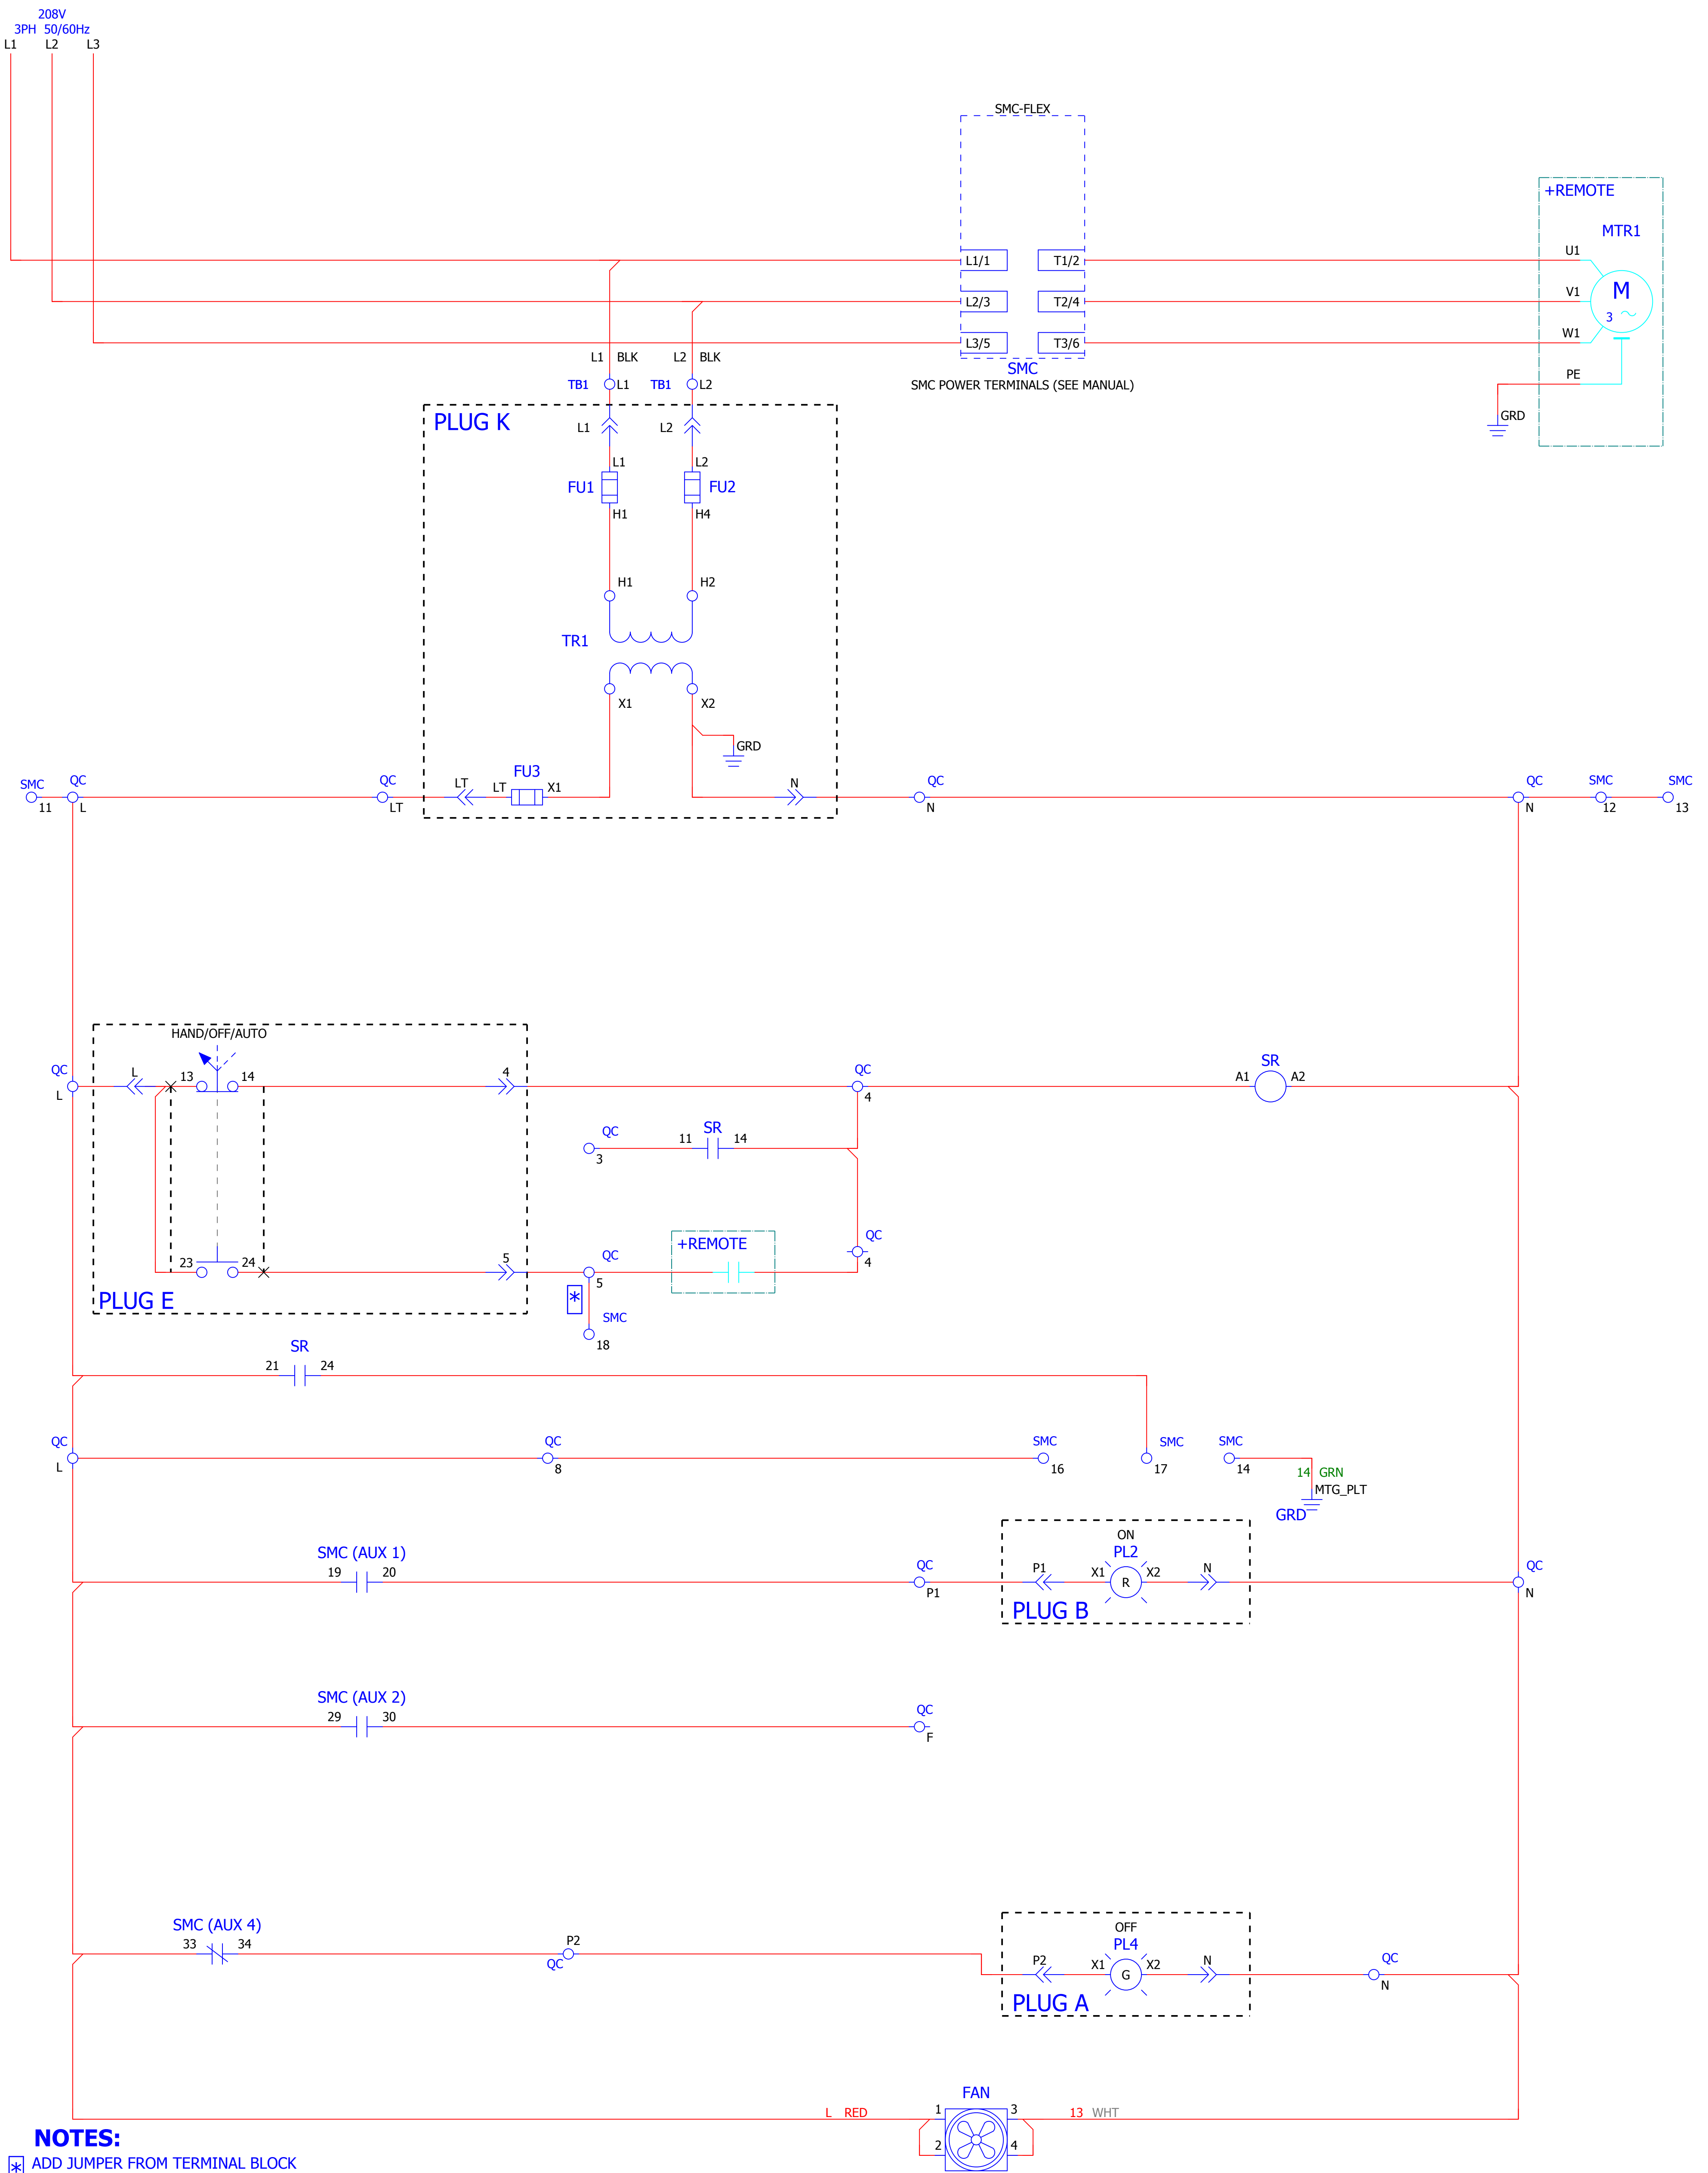 208V
3PH 50/60Hz
L1 L2 L3
SMC-FLEX
+REMOTE
MTR1
L1/1 T1/2 U1
L2/3 T2/4 V1
M
3
L3/5 T3/6 W1
SMC
SMC POWER TERMINALS (SEE MANUAL)
PE
GRD
L1 BLK L2 BLK
TB1 L1 TB1 L2
PLUG K
L1 L2
L1 L2
FU1 FU2
H1 H4
H1 H2
TR1
X1 X2
GRD
SMC QC QC FU3 QC QC SMC SMC
LT LT X1 N
11 L LT N N 12 13
HAND/OFF/AUTO
QC L 13 14 4 QC SR
L 4 A1 A2
QC SR
3 11 14
+REMOTE QC
4
23 24 5 QC
5
*
PLUG E
SMC
18
SR
21 24
QC QC SMC SMC SMC
L 8 16 17 14
14 GRN
MTG_PLT
GRD
ON
PL2
SMC (AUX 1)
19 20 QC P1 X1 R X2 N QC
P1 N
PLUG B
SMC (AUX 2)
29 30 QC
F
OFF
PL4
SMC (AUX 4)
33 34 P2
QC
P2 X1 G X2 N QC
N
PLUG A
FAN
L RED 1 3 13 WHT
2 4
NOTES:
* ADD JUMPER FROM TERMINAL BLOCK